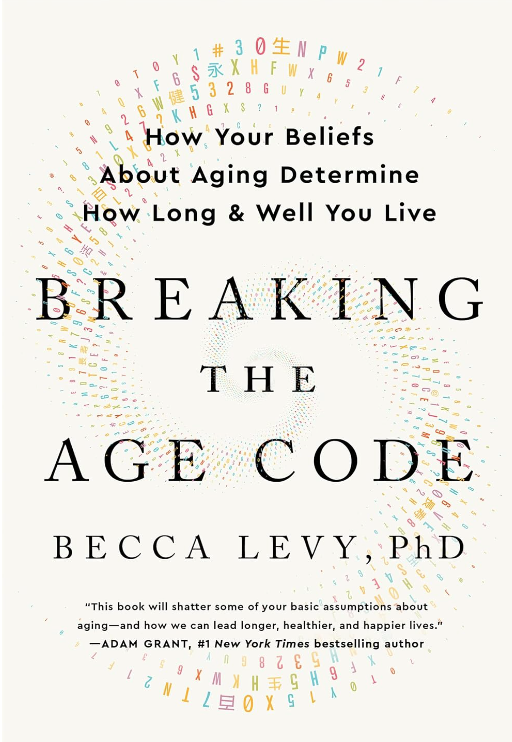 How Your Beliefs
About Aging Determine
How Long & Well You Live
BREAKING
THE
AGE CODE
BECCA LEVY, PhD
"This book will shatter some of your basic assumptions about
aging—and how we can lead longer, healthier, and happier lives."
—ADAM GRANT, #1 New York Times bestselling author